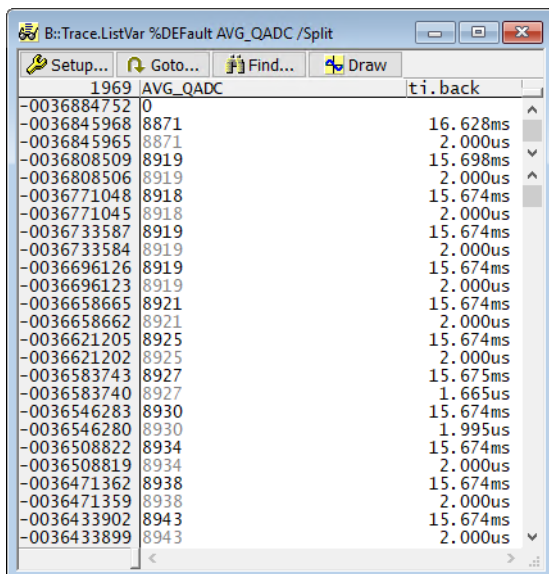 B::Trace.ListVar %DEFault AVG_QADC /Split
Setup... Goto... Find... Draw
1969 AVG_QADC ti.back
-0036884752 0
-0036845968 8871 16.628ms
-0036845965 8871 2.000us
-0036808509 8919 15.698ms
-0036808506 8919 2.000us
-0036771048 8918 15.674ms
-0036771045 8918 2.000us
-0036733587 8919 15.674ms
-0036733584 8919 2.000us
-0036696126 8919 15.674ms
-0036696123 8919 2.000us
-0036658665 8921 15.674ms
-0036658662 8921 2.000us
-0036621205 8925 15.674ms
-0036621202 8925 2.000us
-0036583743 8927 15.675ms
-0036583740 8927 1.665us
-0036546283 8930 15.674ms
-0036546280 8930 1.995us
-0036508822 8934 15.674ms
-0036508819 8934 2.000us
-0036471362 8938 15.674ms
-0036471359 8938 2.000us
-0036433902 8943 15.674ms
-0036433899 8943 2.000us